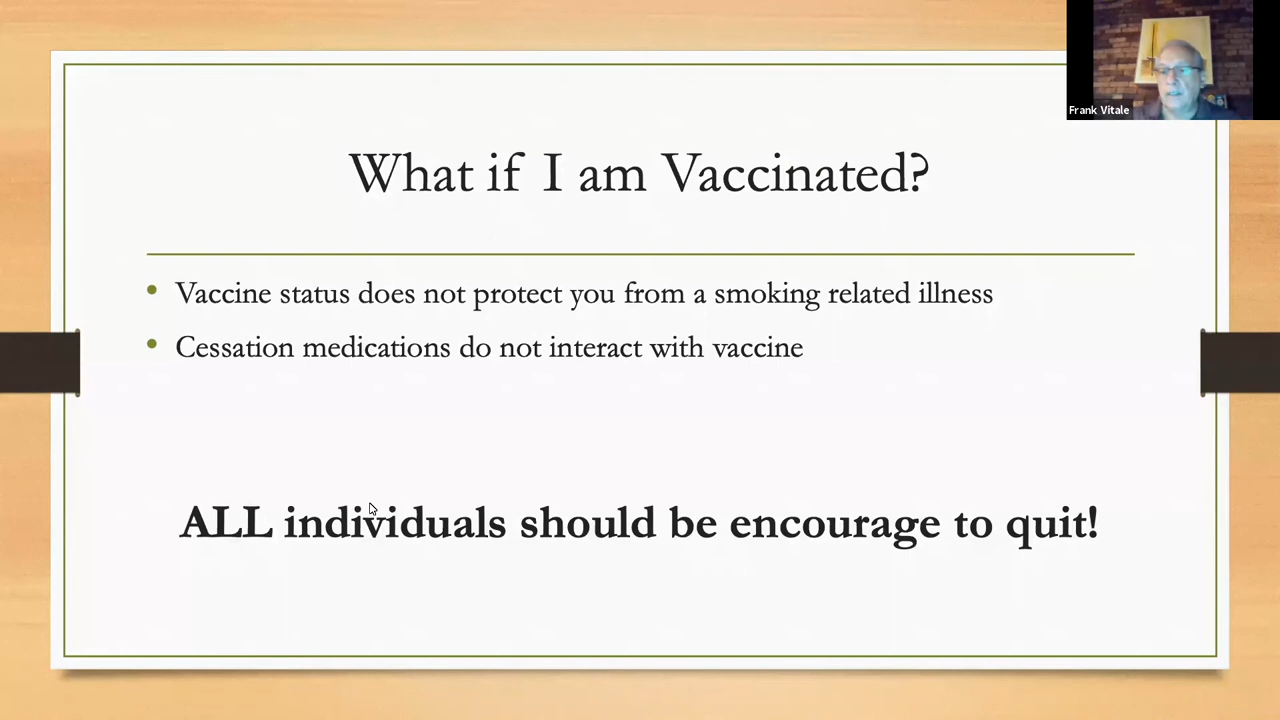 Frank Vitale
What if I am Vaccinated?
• Vaccine status does not protect you from a smoking related illness
• Cessation medications do not interact with vaccine
ALL individuals should be encourage to quit!